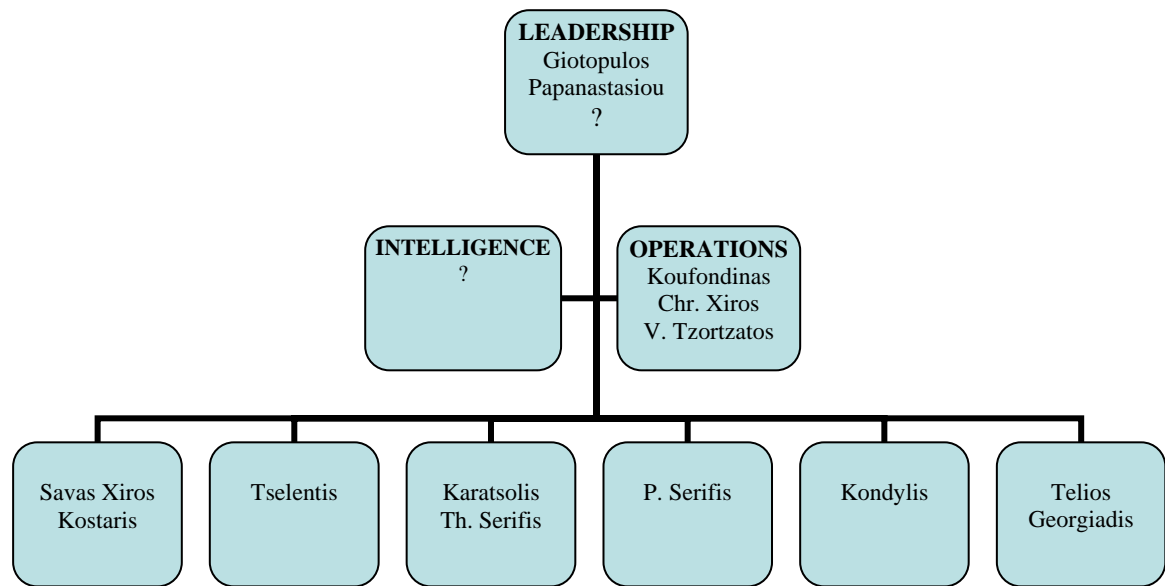 LEADERSHIP
Giotopulos
Papanastasiou
?
INTELLIGENCE
?
OPERATIONS
Koufondinas
Chr. Xiros
V. Tzortzatos
Savas Xiros
Kostaris
Tselentis
Karatsolis
Th. Serifis
P. Serifis
Kondylis
Telios
Georgiadis